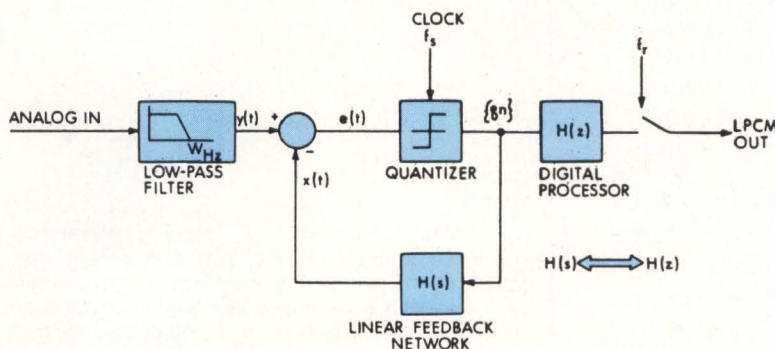 CLOCK
fs
fr
ANALOG IN
y(t)
+
e(t)
{gn}
H(z)
LPCM
OUT
W Hz
-
LOW-PASS
FILTER
x(t)
QUANTIZER
DIGITAL
PROCESSOR
H(s)
H(s) H(z)
LINEAR FEEDBACK
NETWORK